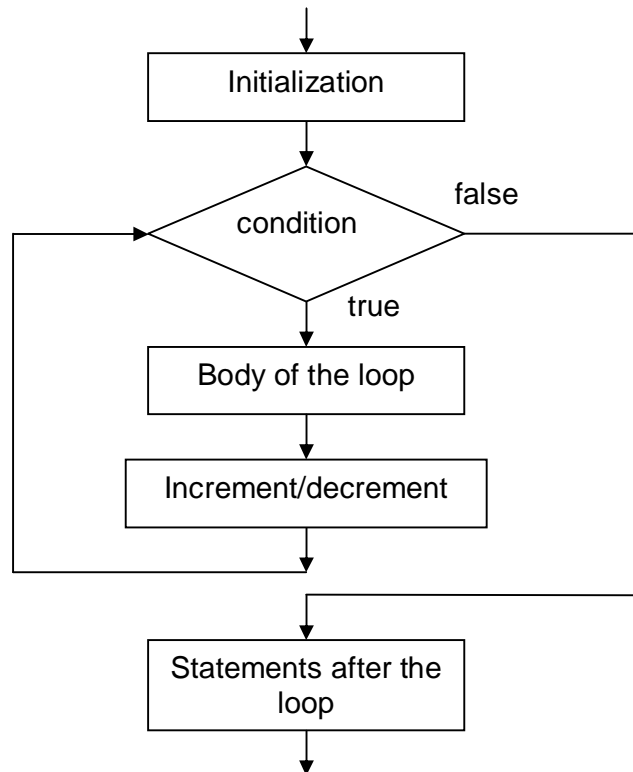 Initialization
false
condition
true
Body of the loop
Increment/decrement
Statements after the
loop